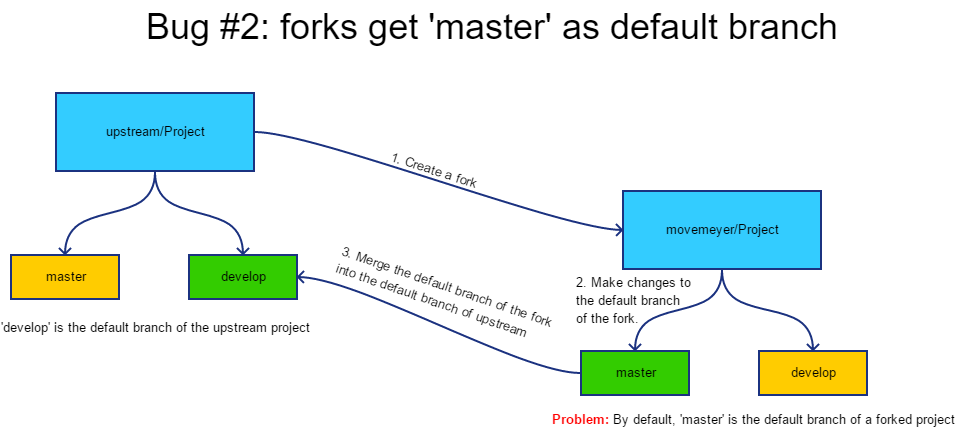 Bug #2: forks get 'master' as default branch
upstream/Project
1. Create a fork
movemeyer/Project
master
develop
3. Merge the default branch of the fork
into the default branch of upstream
2. Make changes to
the default branch
of the fork.
'develop' is the default branch of the upstream project
master
develop
Problem: By default, 'master' is the default branch of a forked project